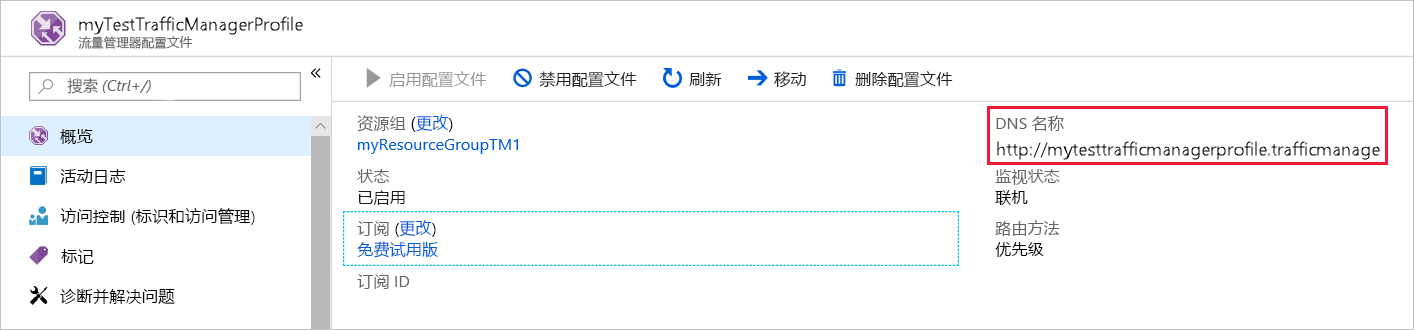 myTestTrafficManagerProfile
流量管理器配置文件
搜索 (Ctrl+/)
«
概览
活动日志
访问控制 (标识和访问管理)
标记
诊断并解决问题
启用配置文件
禁用配置文件
刷新
移动
删除配置文件
资源组 (更改)
myResourceGroupTM1
状态
已启用
订阅 (更改)
免费试用版
订阅 ID
DNS 名称
http://mytesttrafficmanagerprofile.trafficmanage
监视状态
联机
路由方法
优先级